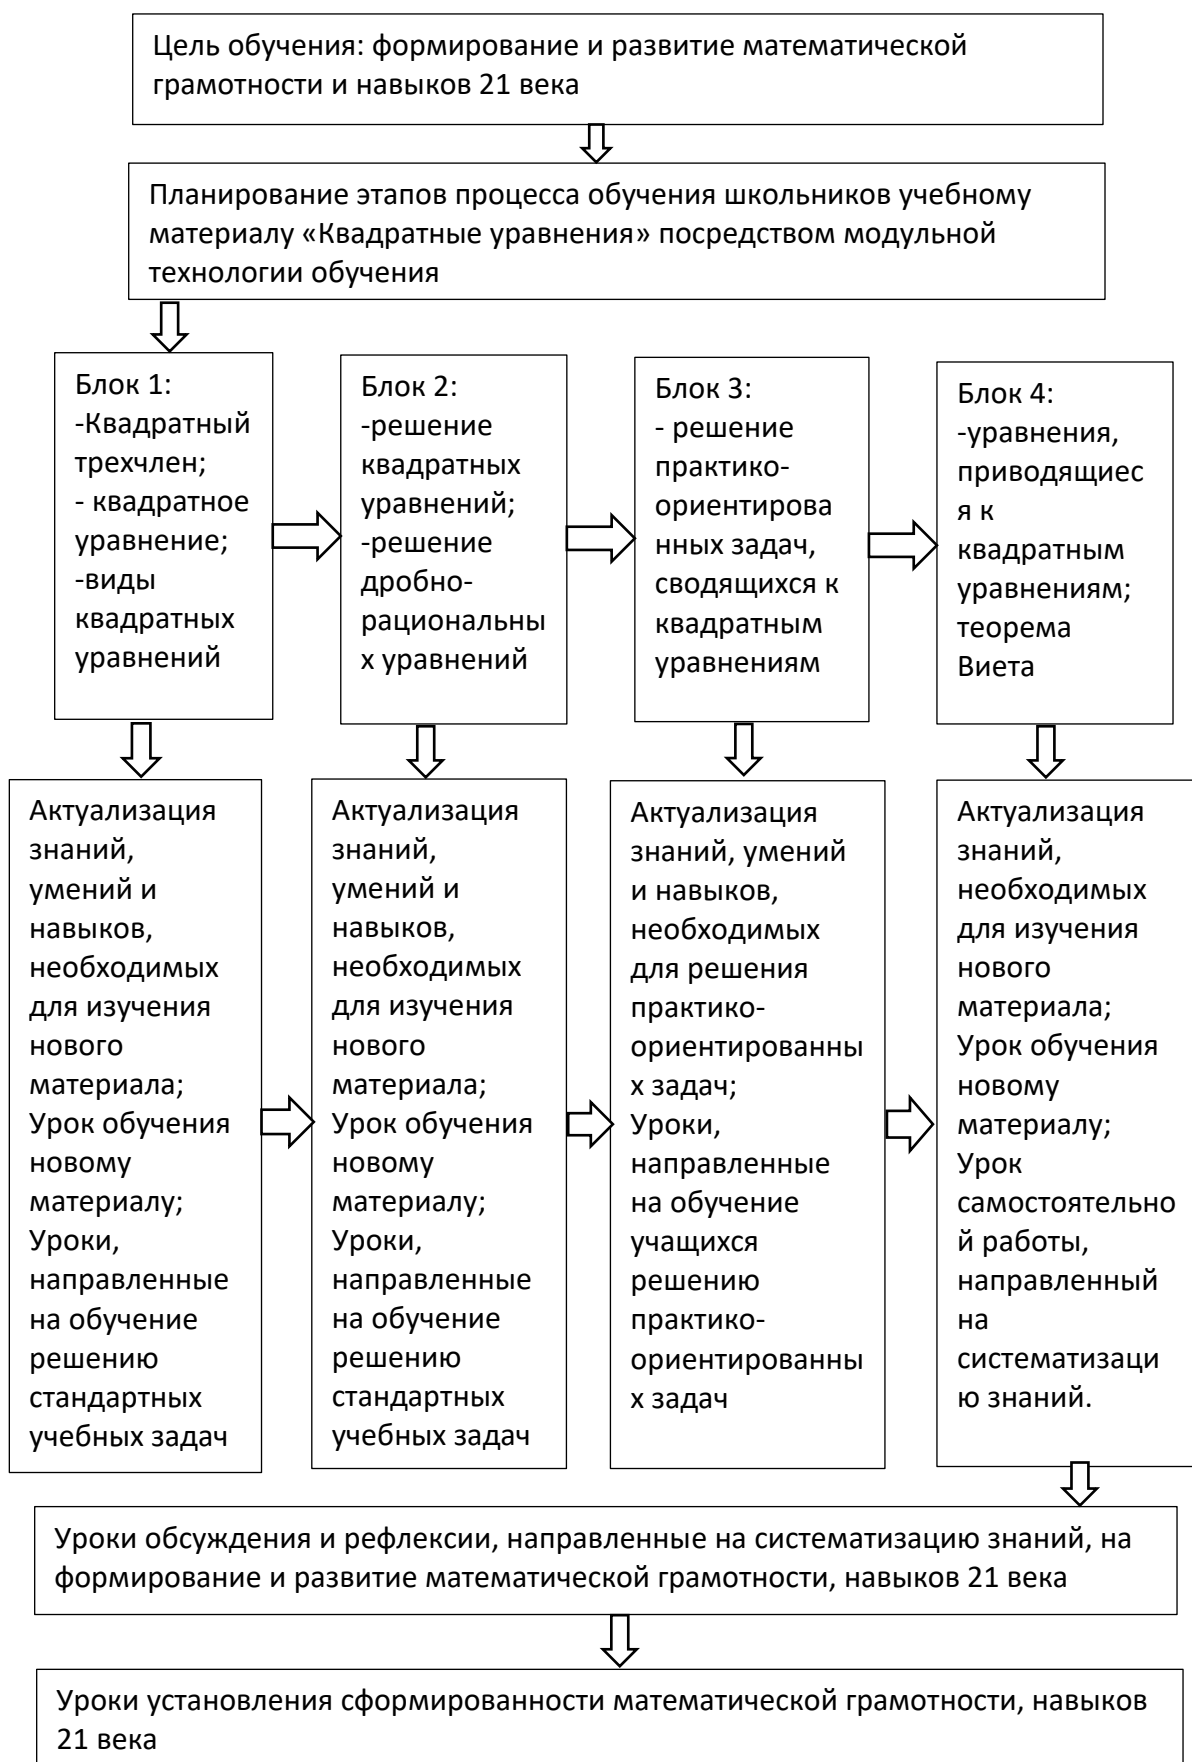 Цель обучения: формирование и развитие математической
грамотности и навыков 21 века
Планирование этапов процесса обучения школьников учебному
материалу «Квадратные уравнения» посредством модульной
технологии обучения
Блок 1:
-Квадратный
трехчлен;
- квадратное
уравнение;
-виды
квадратных
уравнений
Блок 2:
-решение
квадратных
уравнений;
-решение
дробно-
рациональны
х уравнений
Блок 3:
- решение
практико-
ориентирова
нных задач,
сводящихся к
квадратным
уравнениям
Блок 4:
-уравнения,
приводящиес
я к
квадратным
уравнениям;
теорема
Виета
Актуализация
знаний,
умений и
навыков,
необходимых
для изучения
нового
материала;
Урок обучения
новому
материалу;
Уроки,
направленные
на обучение
решению
стандартных
учебных задач
Актуализация
знаний,
умений и
навыков,
необходимых
для изучения
нового
материала;
Урок обучения
новому
материалу;
Уроки,
направленные
на обучение
решению
стандартных
учебных задач
Актуализация
знаний, умений
и навыков,
необходимых
для решения
практико-
ориентированны
х задач;
Уроки,
направленные
на обучение
учащихся
решению
практико-
ориентированны
х задач
Актуализация
знаний,
необходимых
для изучения
нового
материала;
Урок обучения
новому
материалу;
Урок
самостоятельно
й работы,
направленный
на
систематизаци
ю знаний.
Уроки обсуждения и рефлексии, направленные на систематизацию знаний, на
формирование и развитие математической грамотности, навыков 21 века
Уроки установления сформированности математической грамотности, навыков
21 века